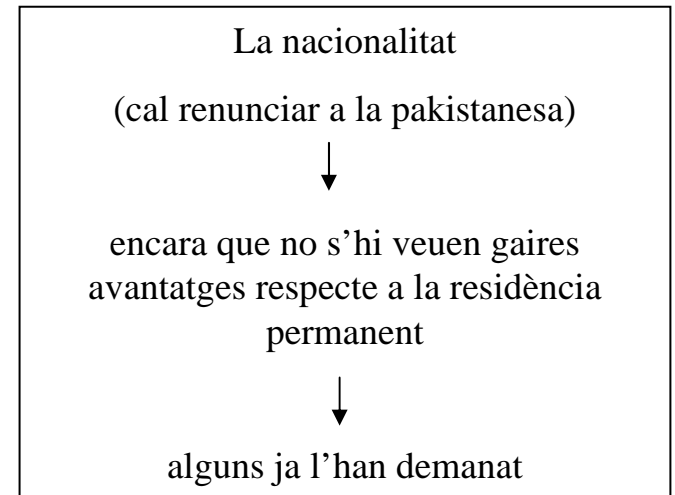 La nacionalitat
(cal renunciar a la pakistanesa)
encara que no s’hi veuen gaires
avantatges respecte a la residència
permanent
alguns ja l’han demanat